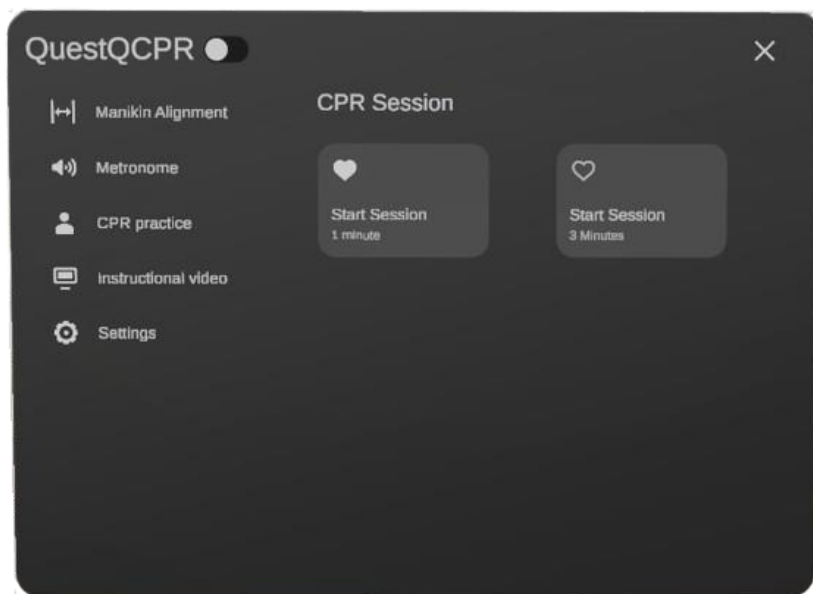 QuestQCPR
Manikin Alignment
Metronome
CPR practice
Instructional video
Settings
CPR Session
Start Session
1 minute
Start Session
3 Minutes